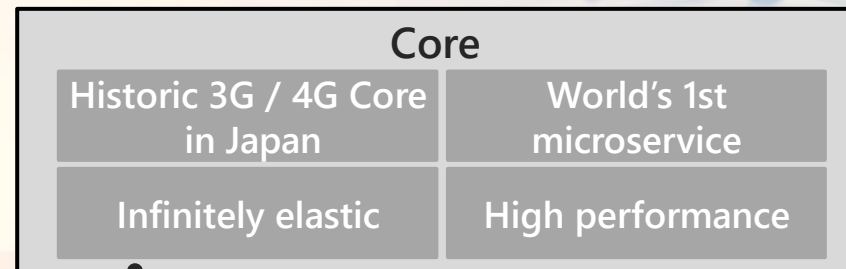 Core
Historic 3G / 4G Core
in Japan
World's 1st
microservice
Infinitely elastic
High performance